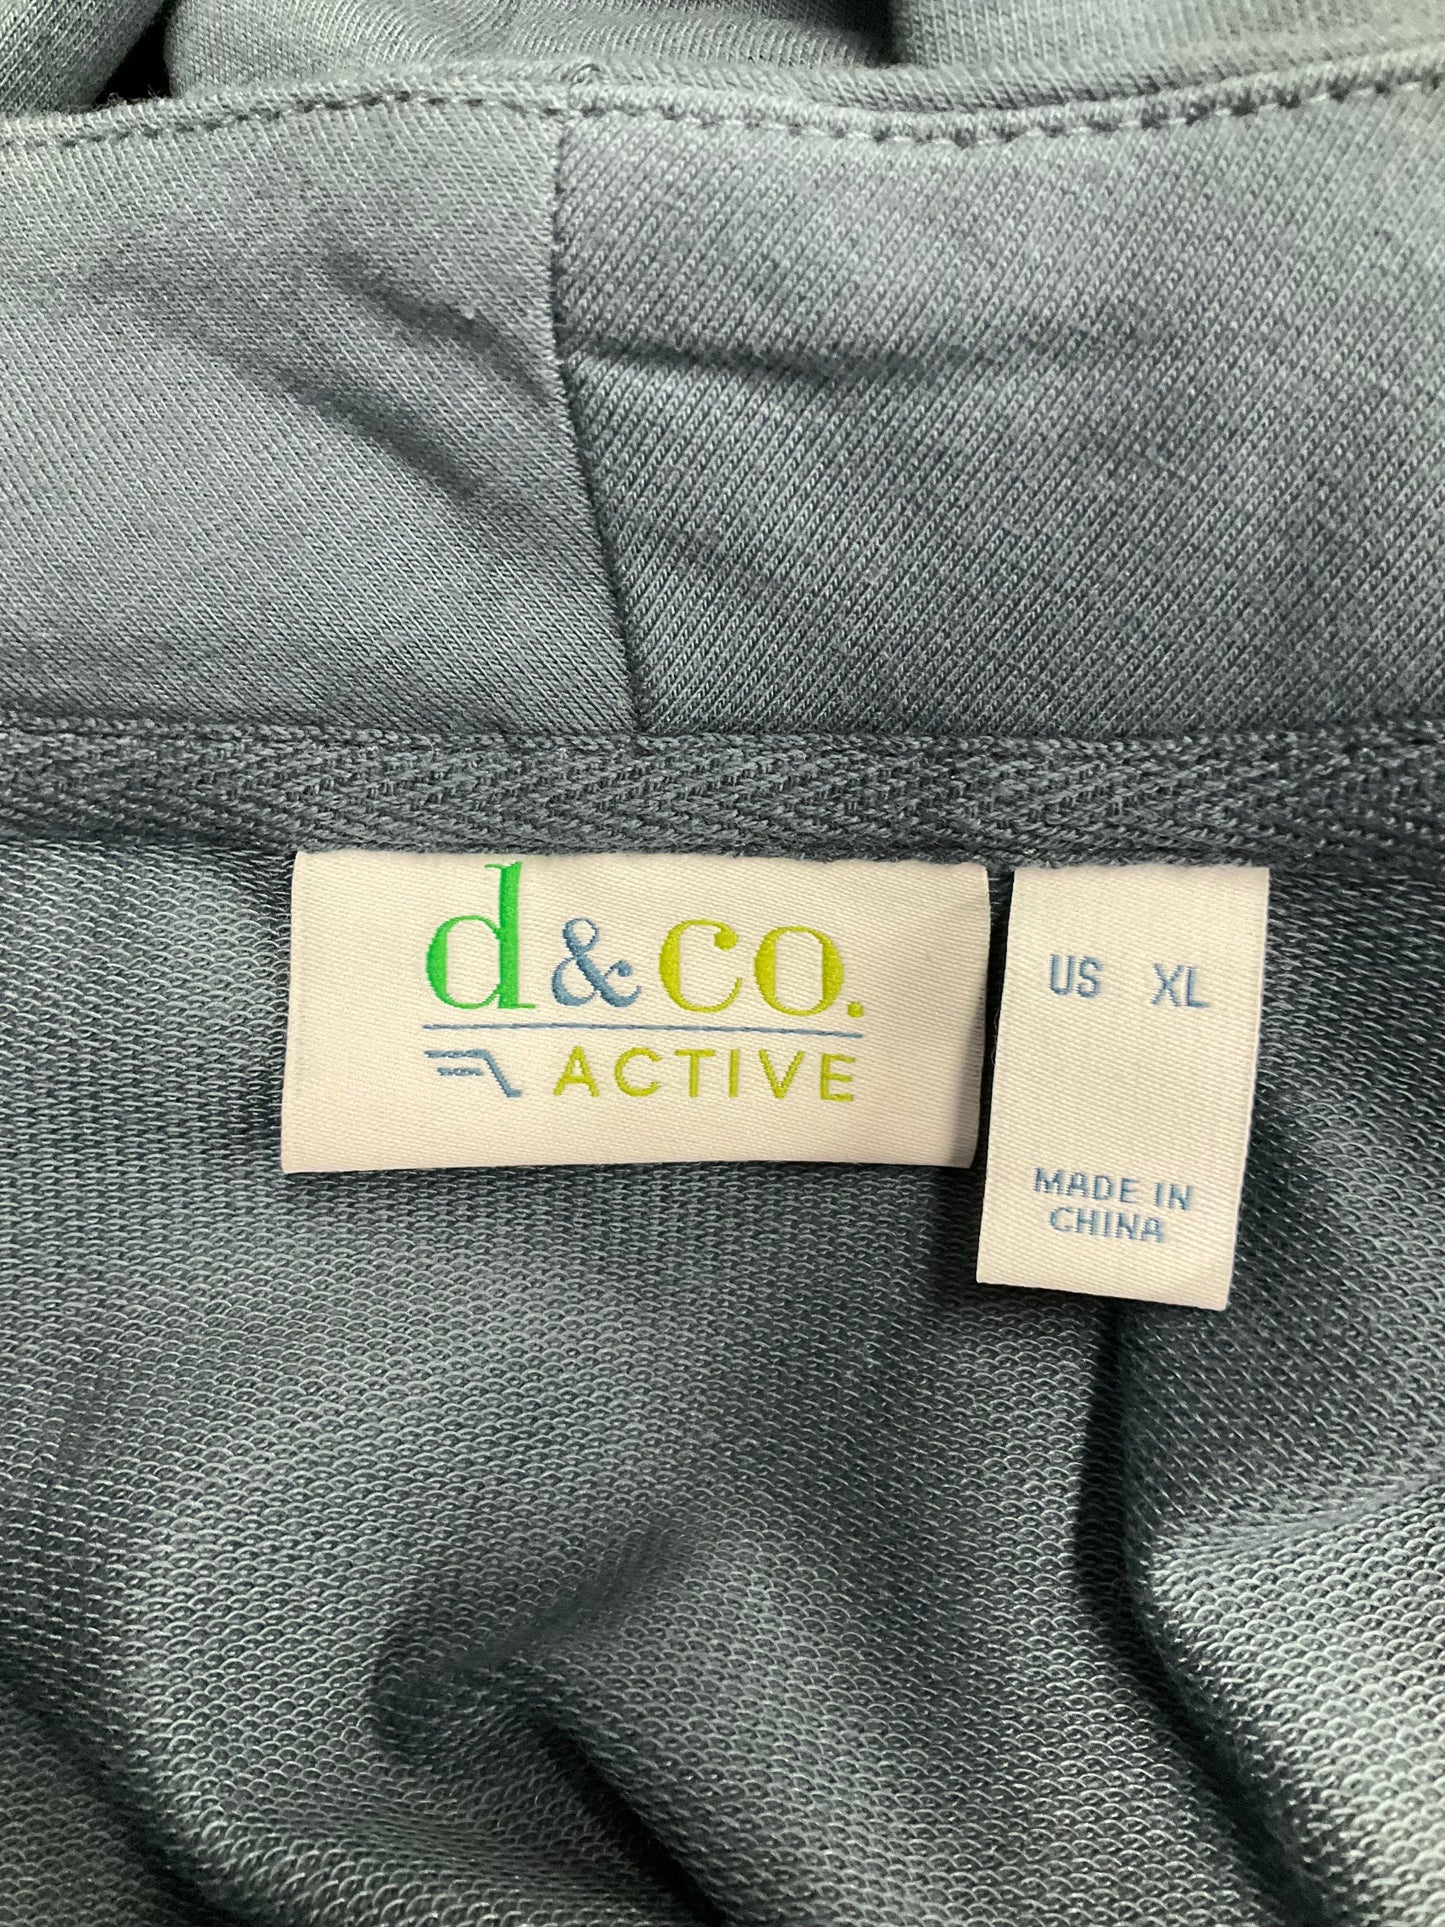 d&co.
ACTIVE
US XL
MADE IN
CHINA